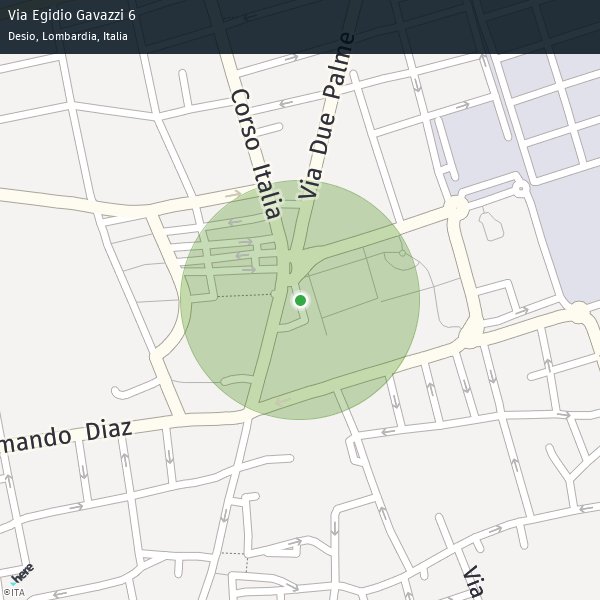 Via Egidio Gavazzi 6
Desio, Lombardia, Italia
Via Due Palme
Corso Italia
mando Diaz
Via
here
©ITA